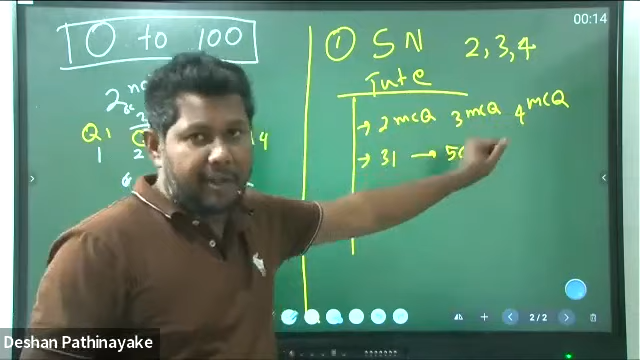 00:14
0 to 100
2nd
Q1
1 2
① SN 2,3,4
Tute
→ 2 MCQ 3 MCQ 4 MCQ
→ 31 → 50
2/2
Deshan Pathinayake